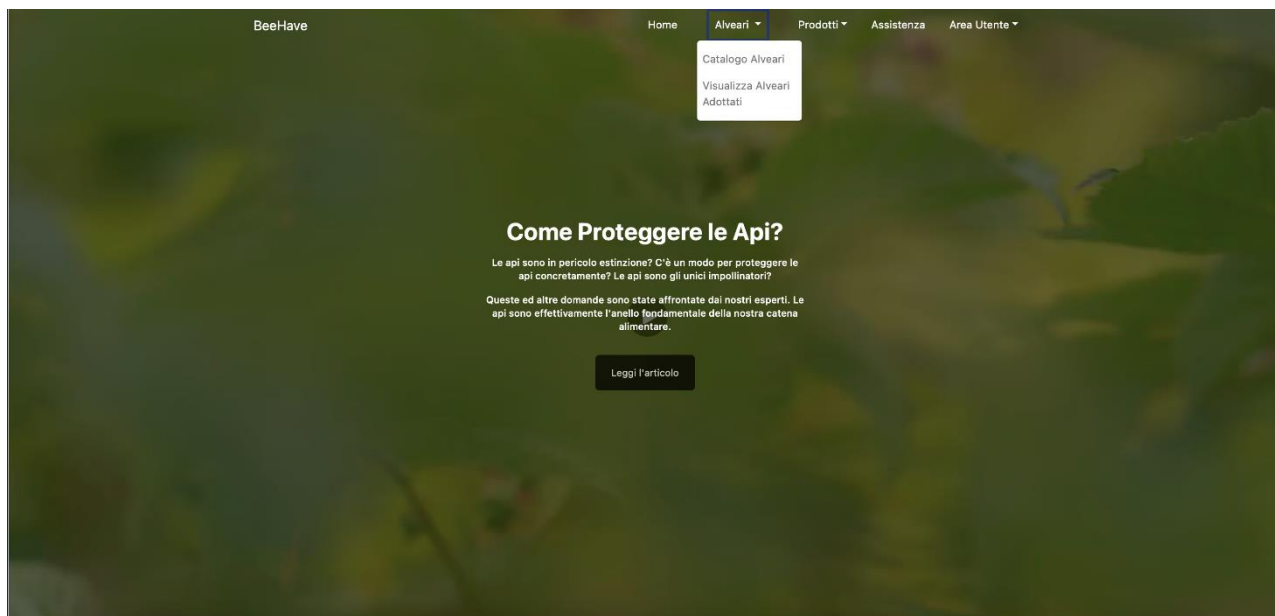 BeeHave
Home
Alveari
Prodotti
Assistenza
Area Utente
Catalogo Alveari
Visualizza Alveari
Adottati
Come Proteggere le Api?
Le api sono in pericolo estinzione? C'è un modo per proteggere le
api concretamente? Le api sono gli unici impollinatori?
Queste ed altre domande sono state affrontate dai nostri esperti. Le
api sono effettivamente l'anello fondamentale della nostra catena
alimentare.
Leggi l'articolo